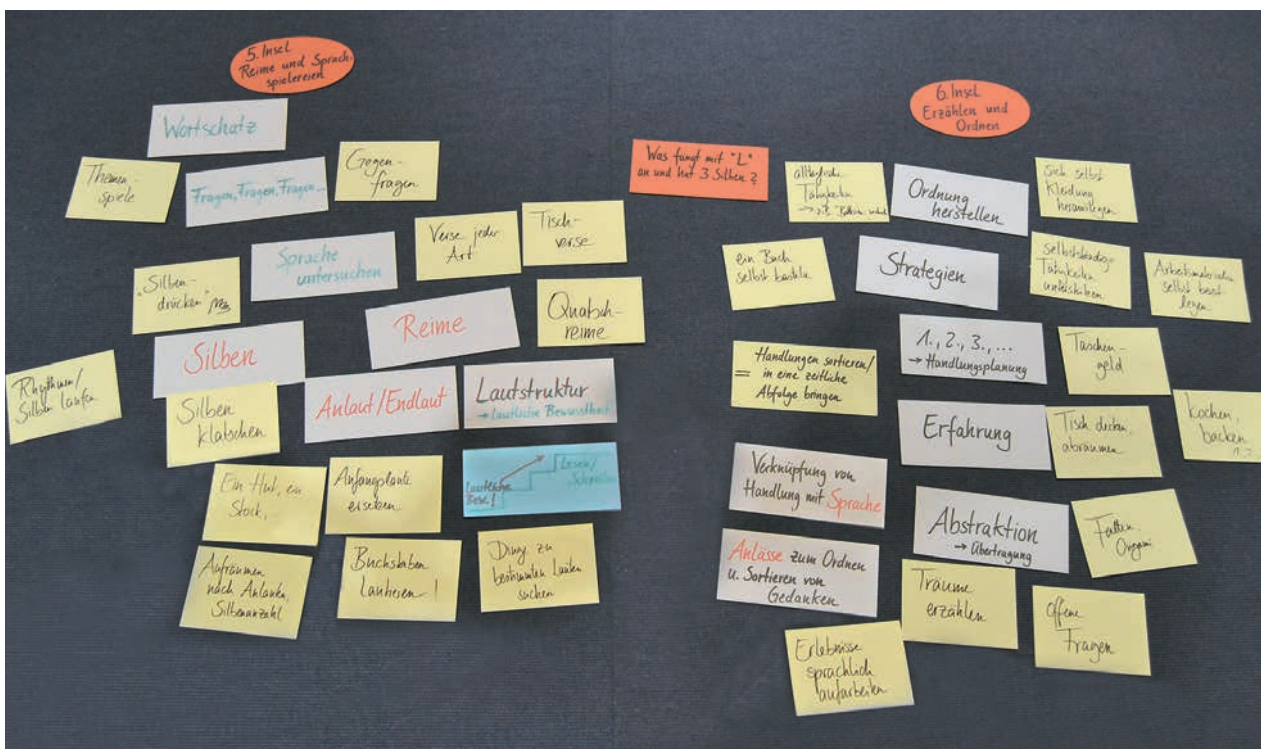 5. Insel
Reime und Sprach-
spielereien
Wortschatz
Themen-
spiele
Fragen, Fragen, Fragen...
Gegen-
fragen
Sprache
untersuchen
Verse jeder
Art
Tisch-
verse
"Silben-
drücken"
Silben
Reime
Quatsch-
reime
Rhythmen/
Silben laufen
Silben
klatschen
Anlaut/Endlaut
Lautstruktur
→ Lautliche Bewusstheit
Ein Hut, ein
Stock,
Anfangslaute
ersetzen
Lautliche
Bew.!
Lesen/
Schreiben
Aufräumen
nach Anlauten,
Silbenanzahl
Buchstaben
lautieren!
Dinge zu
bestimmten Lauten
suchen
6. Insel
Erzählen und
Ordnen
Was fängt mit "L"
an und hat 3 Silben?
alltägliche
Tätigkeiten
→ z.B.
Ordnung
herstellen
sich selbst
Kleidung
herauslegen
ein Buch
selbst basteln
Strategien
selbstständige
Tätigkeiten
unterstützen
Arbeitsmaterialien
selbst bereit
legen
= Handlungen sortieren/
in eine zeitliche
Abfolge bringen
1., 2., 3., ...
→ Handlungsplanung
Taschen-
geld
Erfahrung
Tisch decken,
abräumen
kochen,
backen
Verknüpfung von
Handlung mit Sprache
Abstraktion
→ Übertragung
Falten,
Origami
Anlässe zum Ordnen
u. Sortieren von
Gedanken
Träume
erzählen
offene
Fragen
Erlebnisse
sprachlich
aufarbeiten